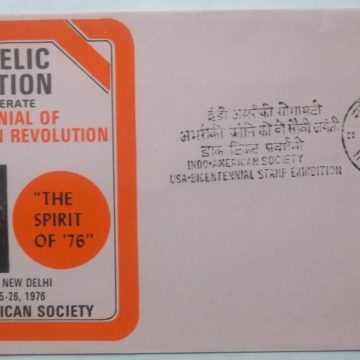 ELIC
TION
ERATE
NIAL OF
N REVOLUTION
"THE
SPIRIT
OF '76"
NEW DELHI
5-26, 1976
ICAN SOCIETY
इंडो अमरीकी सोसायटी
अमरीकी क्रांति की दो सौवीं जयंती
डाक टिकट प्रदर्शनी
INDO-AMERICAN SOCIETY
USA-BICENTENNIAL STAMP EXHIBITION